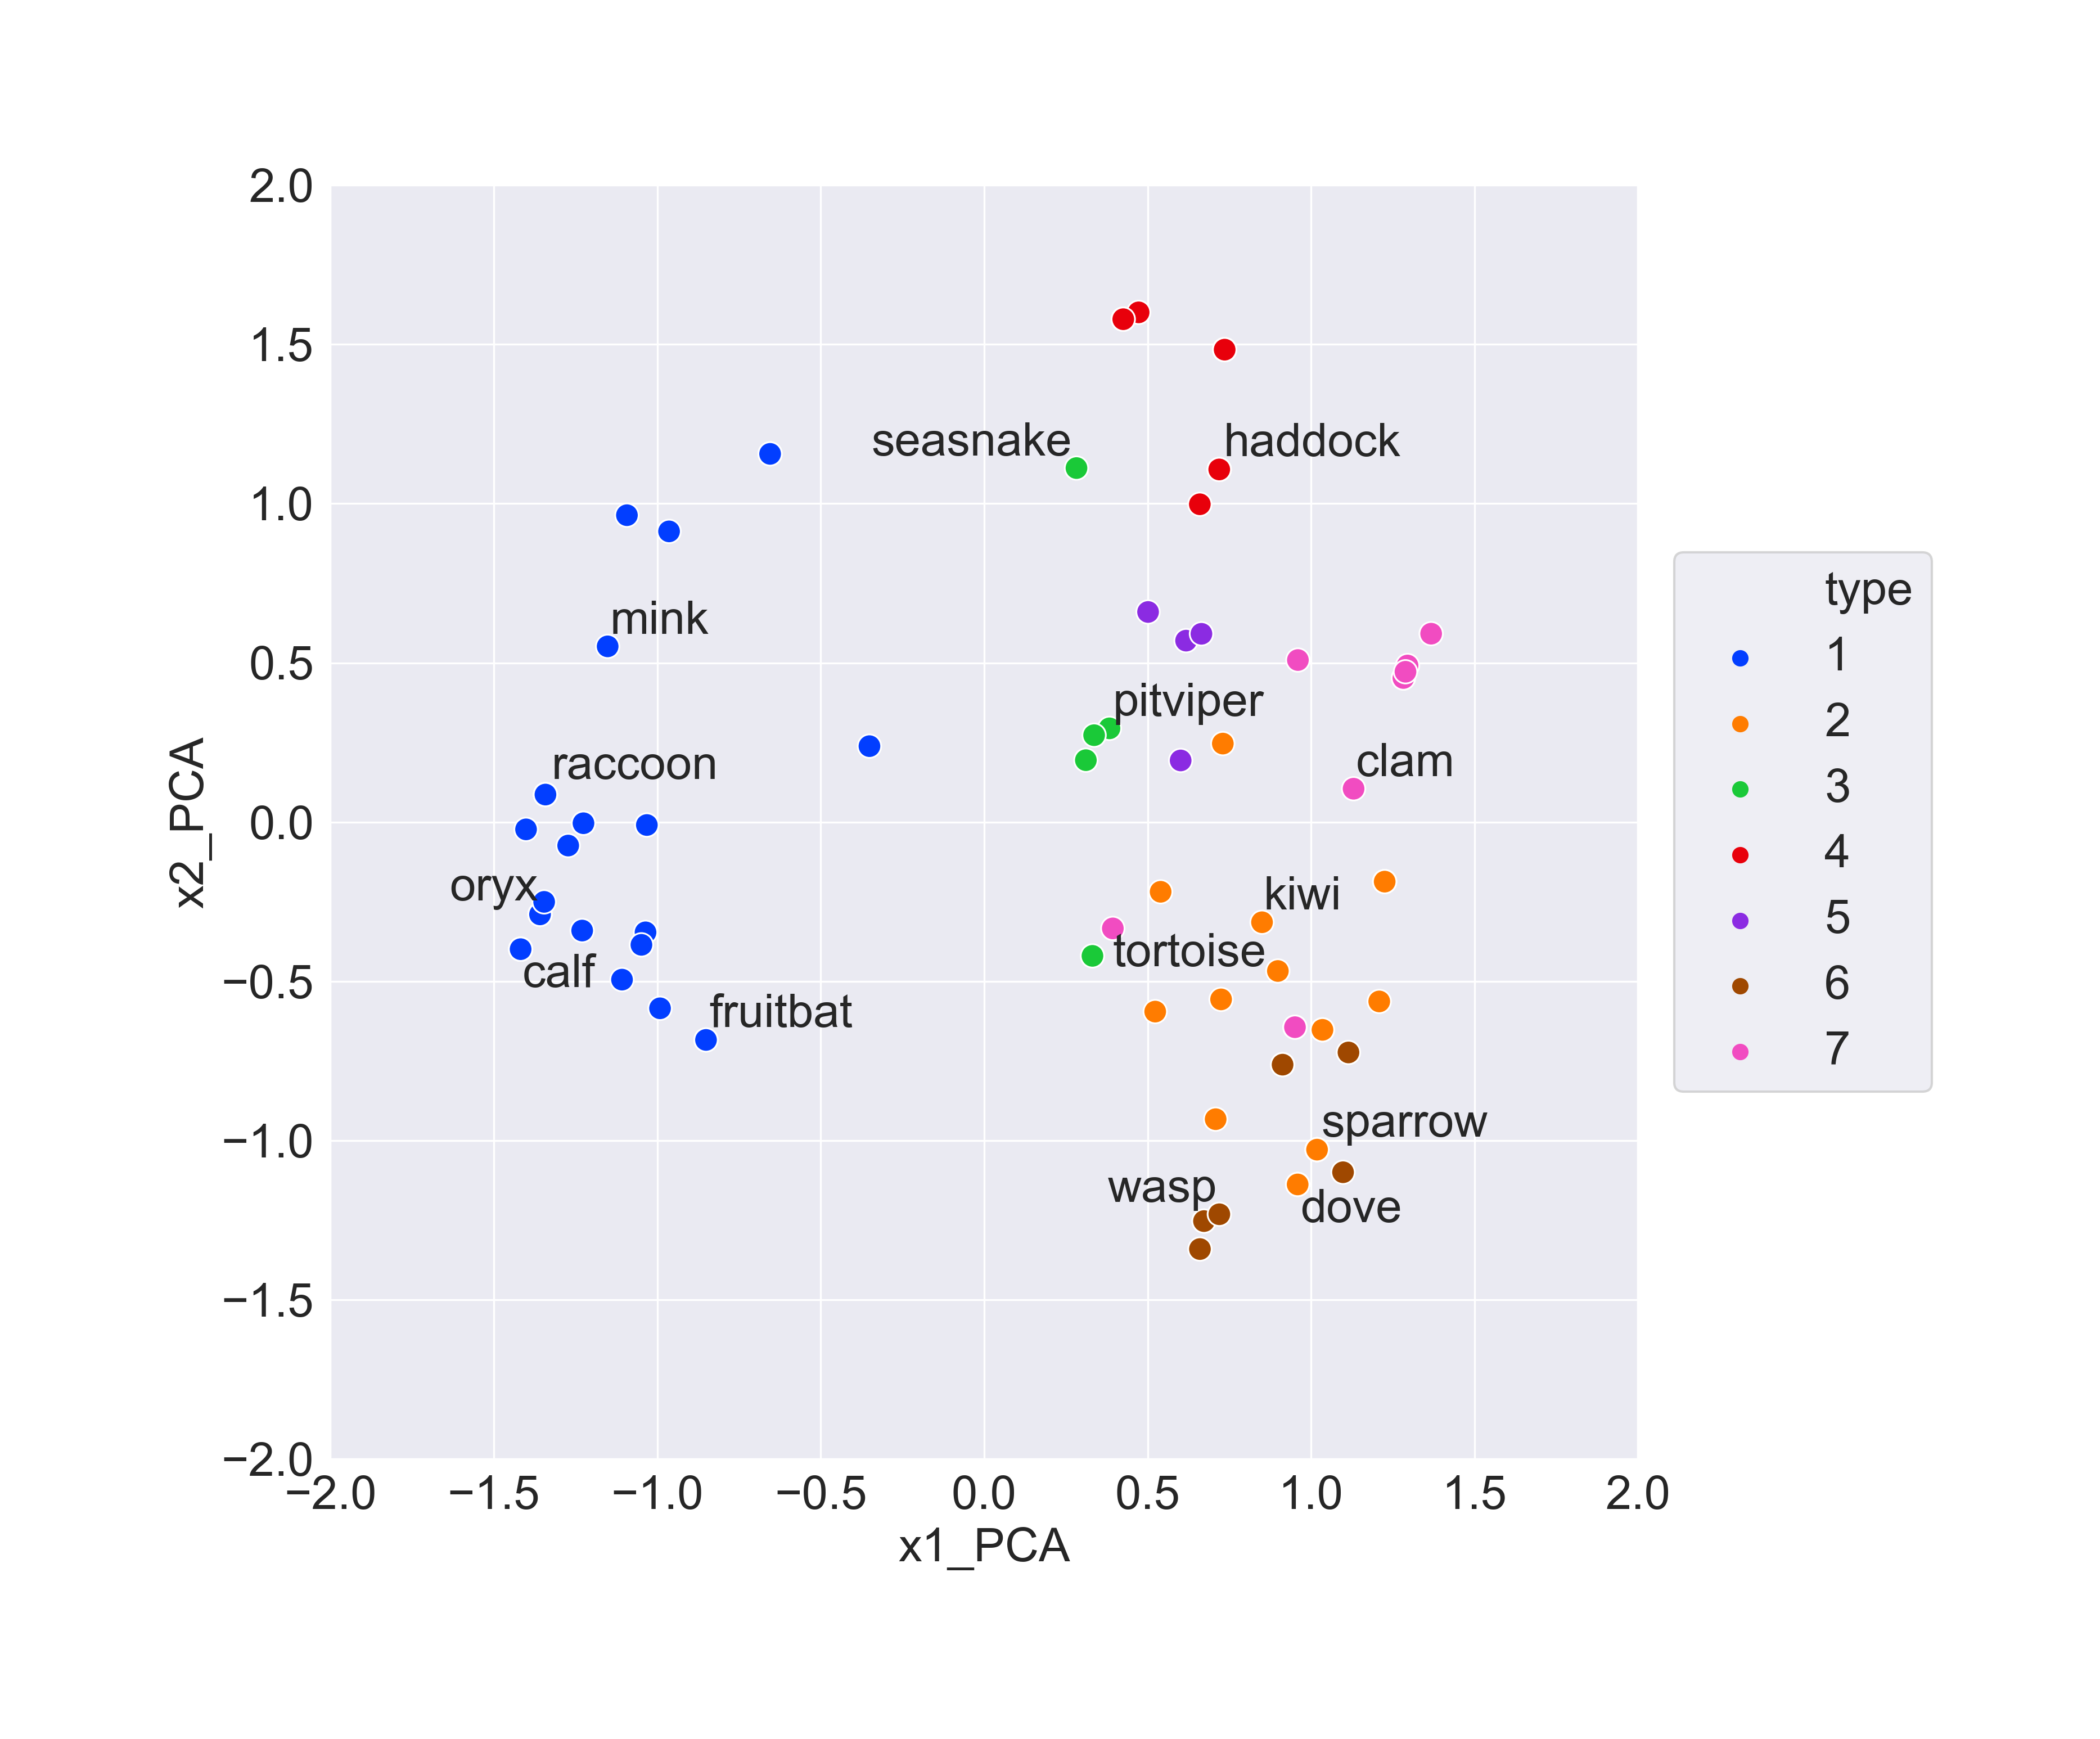 2.0
1.5
1.0
0.5
0.0
−0.5
−1.0
−1.5
−2.0
x2_PCA
seasnake
haddock
mink
pitviper
raccoon
clam
oryx
kiwi
tortoise
calf
fruitbat
sparrow
wasp
dove
−2.0 −1.5 −1.0 −0.5 0.0 0.5 1.0 1.5 2.0
x1_PCA
type
1
2
3
4
5
6
7